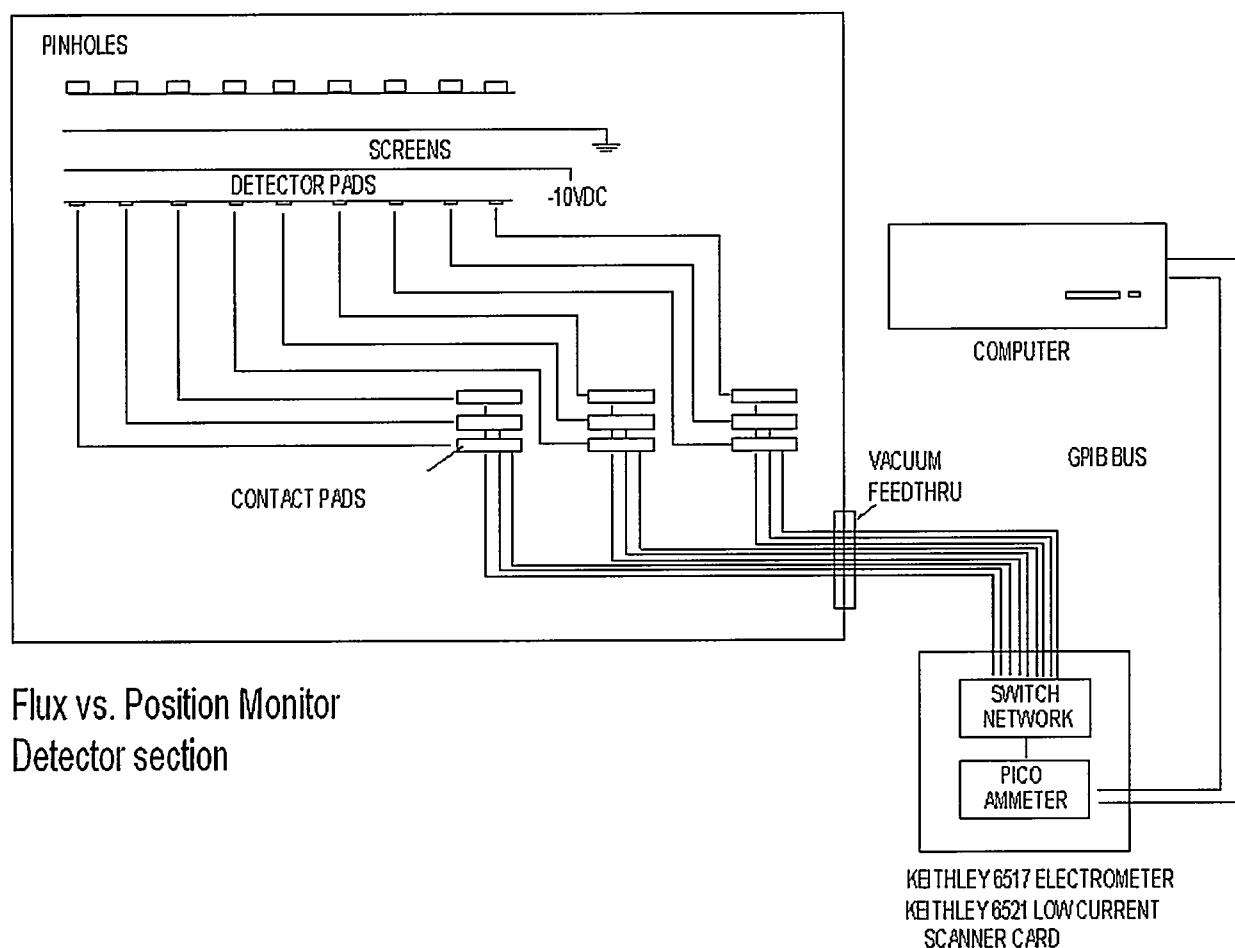 PINHOLES
SCREENS
DETECTOR PADS
-10VDC
COMPUTER
CONTACT PADS
VACUUM
FEEDTHRU
GPIB BUS
SWITCH
NETWORK
PICO
AMMETER
Flux vs. Position Monitor
Detector section
KEITHLEY 6517 ELECTROMETER
KEITHLEY 6521 LOW CURRENT
SCANNER CARD